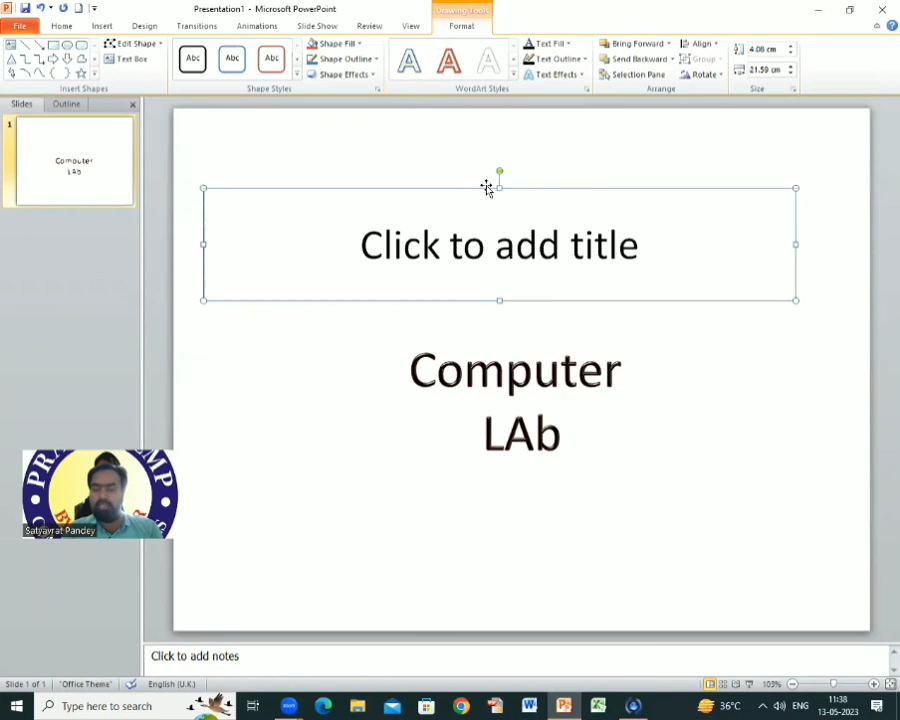 Presentation1 - Microsoft PowerPoint
Drawing Tools
File Home Insert Design Transitions Animations Slide Show Review View Format
Edit Shape
Text Box
Insert Shapes
Abc Abc Abc
Shape Fill
Shape Outline
Shape Effects
Shape Styles
A A A
Text Fill
Text Outline
Text Effects
WordArt Styles
Bring Forward
Send Backward
Selection Pane
Align
Group
Rotate
Arrange
4.08 cm
21.59 cm
Size
Slides Outline
1
Computer
LAb
Click to add title
Computer
LAb
Satyavrat Pandey
Click to add notes
Slide 1 of 1 "Office Theme" English (U.K.) 103%
Type here to search
36°C
ENG
11:38
13-05-2023